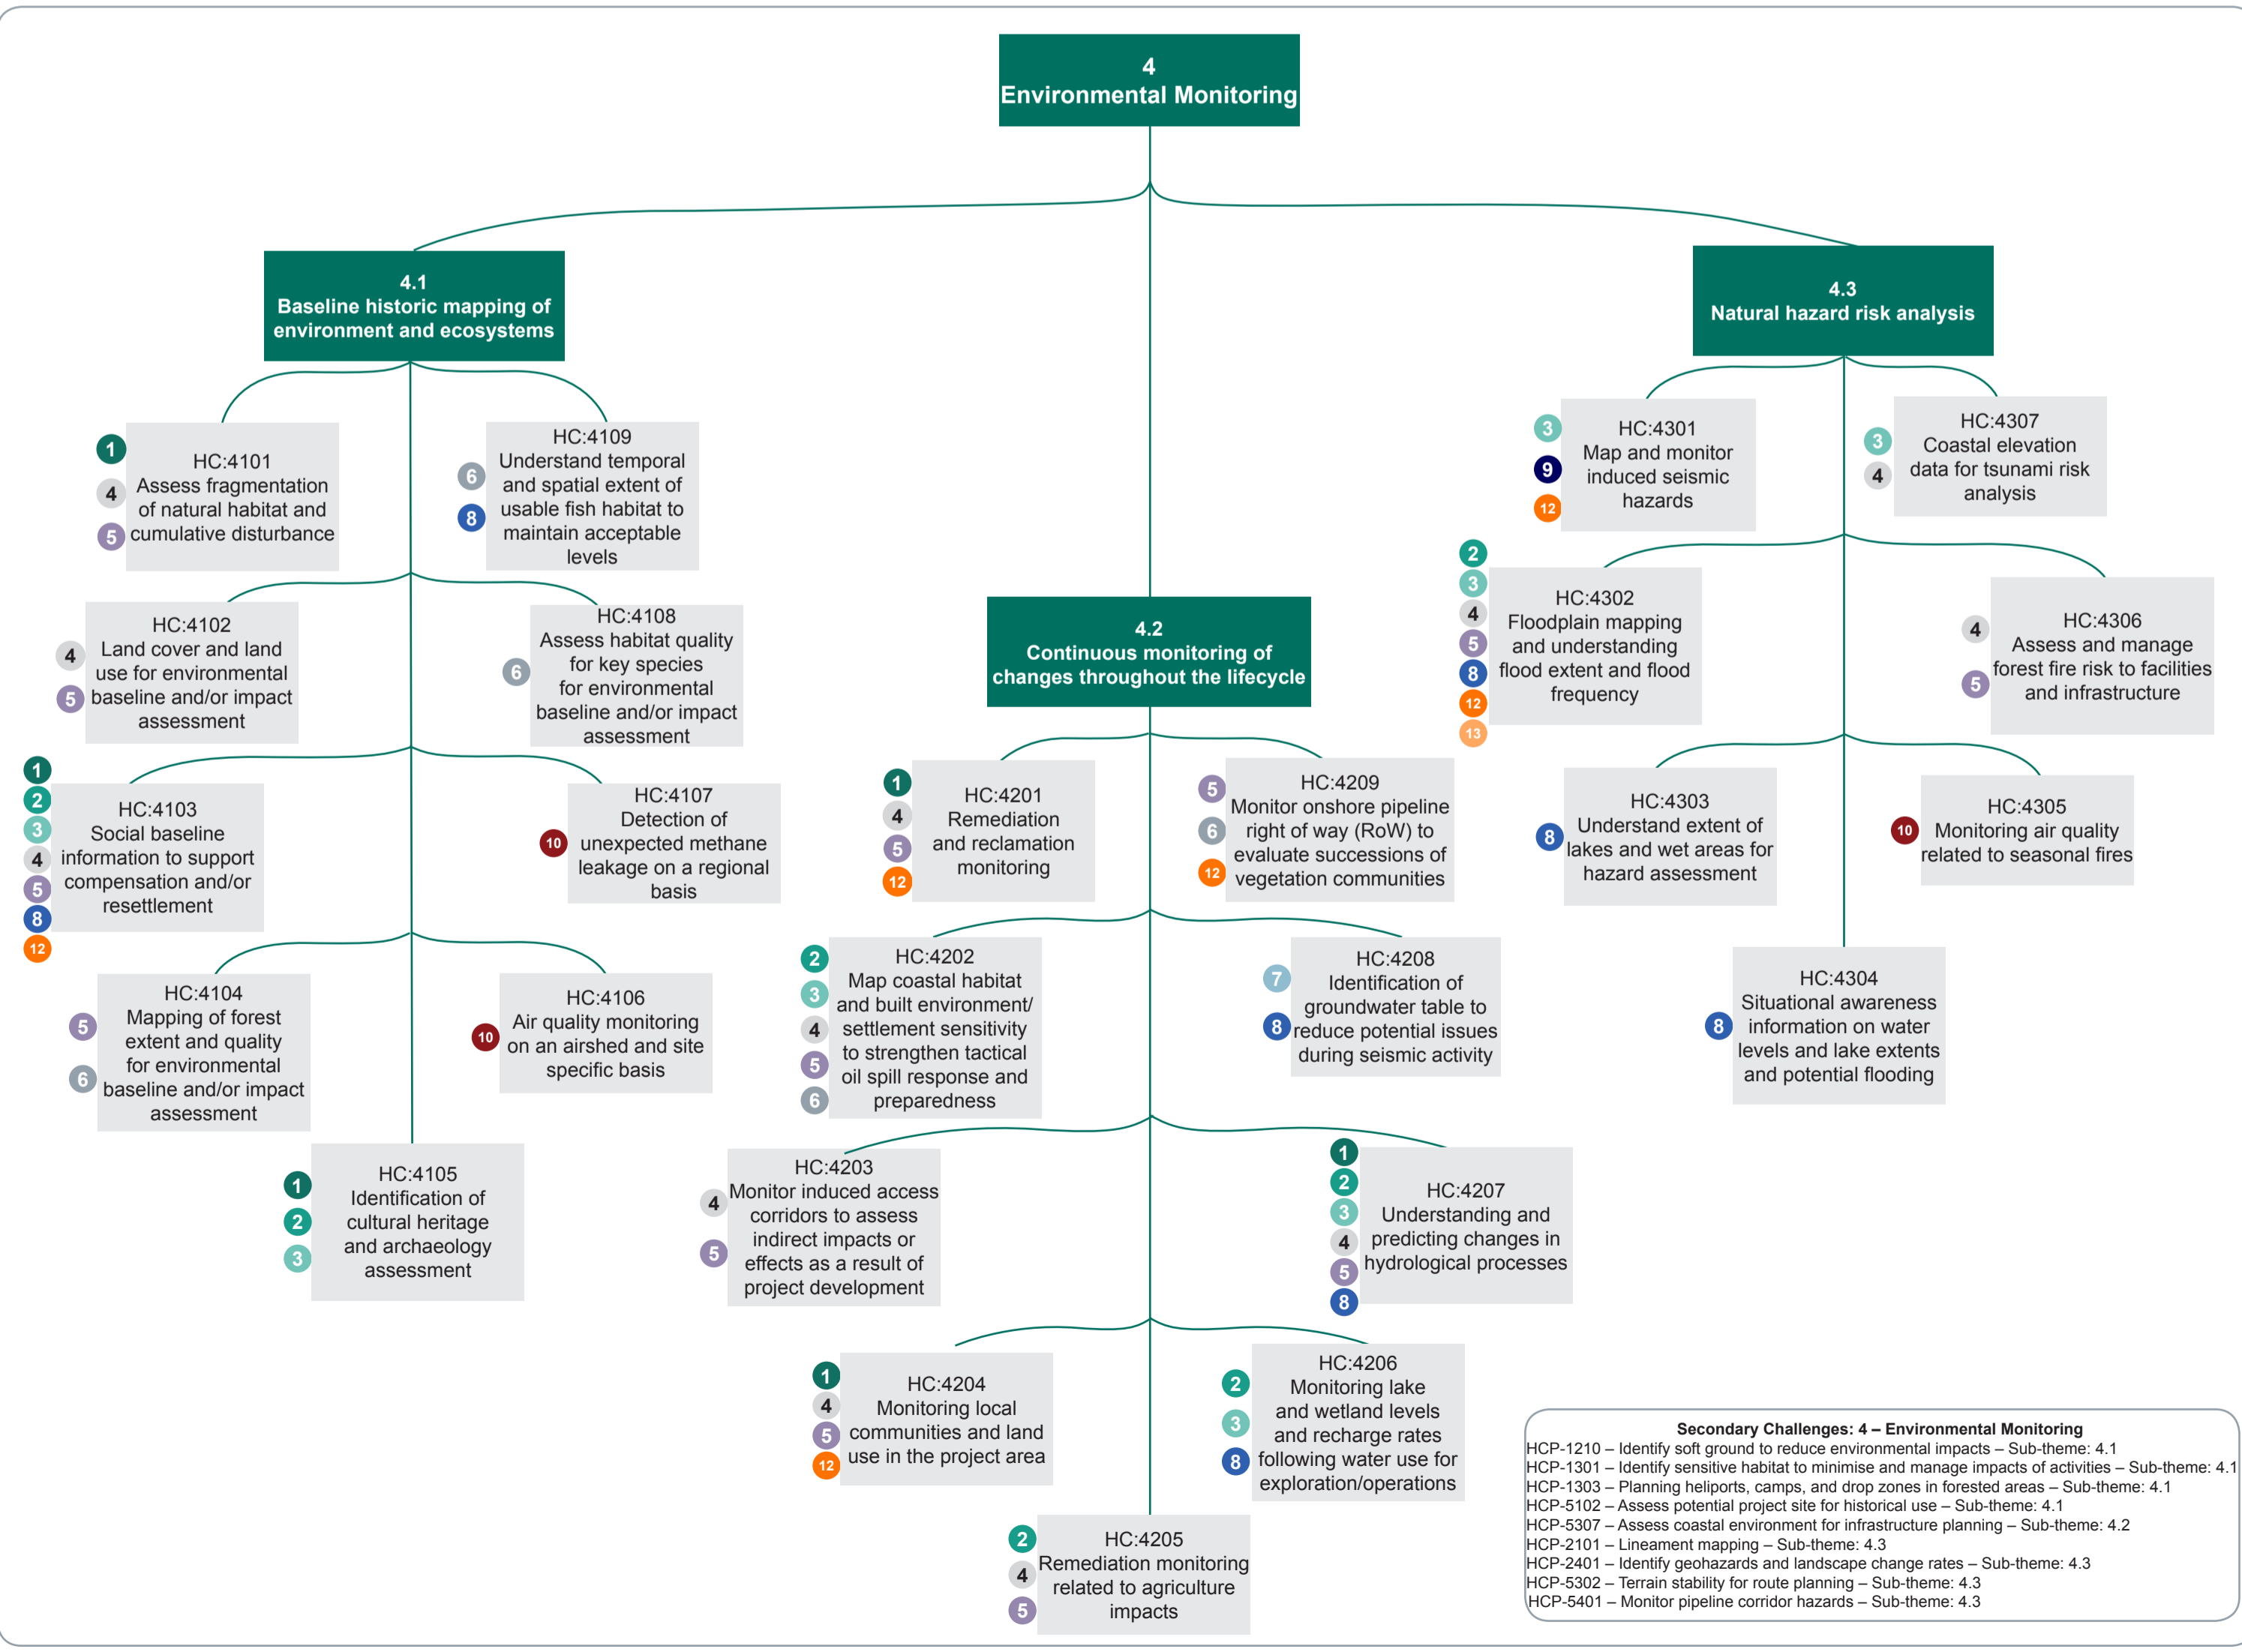 4
Environmental Monitoring
4.1
Baseline historic mapping of
environment and ecosystems
1
4
5
HC:4101
Assess fragmentation
of natural habitat and
cumulative disturbance
6
8
HC:4109
Understand temporal
and spatial extent of
usable fish habitat to
maintain acceptable
levels
4
5
HC:4102
Land cover and land
use for environmental
baseline and/or impact
assessment
6
HC:4108
Assess habitat quality
for key species
for environmental
baseline and/or impact
assessment
1
2
3
4
5
8
12
HC:4103
Social baseline
information to support
compensation and/or
resettlement
10
HC:4107
Detection of
unexpected methane
leakage on a regional
basis
5
6
HC:4104
Mapping of forest
extent and quality
for environmental
baseline and/or impact
assessment
10
HC:4106
Air quality monitoring
on an airshed and site
specific basis
1
2
3
HC:4105
Identification of
cultural heritage
and archaeology
assessment
4.2
Continuous monitoring of
changes throughout the lifecycle
1
4
5
12
HC:4201
Remediation
and reclamation
monitoring
5
6
12
HC:4209
Monitor onshore pipeline
right of way (RoW) to
evaluate successions of
vegetation communities
2
3
4
5
6
HC:4202
Map coastal habitat
and built environment/
settlement sensitivity
to strengthen tactical
oil spill response and
preparedness
7
8
HC:4208
Identification of
groundwater table to
reduce potential issues
during seismic activity
4
5
HC:4203
Monitor induced access
corridors to assess
indirect impacts or
effects as a result of
project development
1
2
3
4
5
8
HC:4207
Understanding and
predicting changes in
hydrological processes
1
4
5
12
HC:4204
Monitoring local
communities and land
use in the project area
2
3
8
HC:4206
Monitoring lake
and wetland levels
and recharge rates
following water use for
exploration/operations
2
4
5
HC:4205
Remediation monitoring
related to agriculture
impacts
4.3
Natural hazard risk analysis
3
9
12
HC:4301
Map and monitor
induced seismic
hazards
3
4
HC:4307
Coastal elevation
data for tsunami risk
analysis
2
3
4
5
8
12
13
HC:4302
Floodplain mapping
and understanding
flood extent and flood
frequency
4
5
HC:4306
Assess and manage
forest fire risk to facilities
and infrastructure
8
HC:4303
Understand extent of
lakes and wet areas for
hazard assessment
10
HC:4305
Monitoring air quality
related to seasonal fires
8
HC:4304
Situational awareness
information on water
levels and lake extents
and potential flooding
Secondary Challenges: 4 – Environmental Monitoring
HCP-1210 – Identify soft ground to reduce environmental impacts – Sub-theme: 4.1
HCP-1301 – Identify sensitive habitat to minimise and manage impacts of activities – Sub-theme: 4.1
HCP-1303 – Planning heliports, camps, and drop zones in forested areas – Sub-theme: 4.1
HCP-5102 – Assess potential project site for historical use – Sub-theme: 4.1
HCP-5307 – Assess coastal environment for infrastructure planning – Sub-theme: 4.2
HCP-2101 – Lineament mapping – Sub-theme: 4.3
HCP-2401 – Identify geohazards and landscape change rates – Sub-theme: 4.3
HCP-5302 – Terrain stability for route planning – Sub-theme: 4.3
HCP-5401 – Monitor pipeline corridor hazards – Sub-theme: 4.3